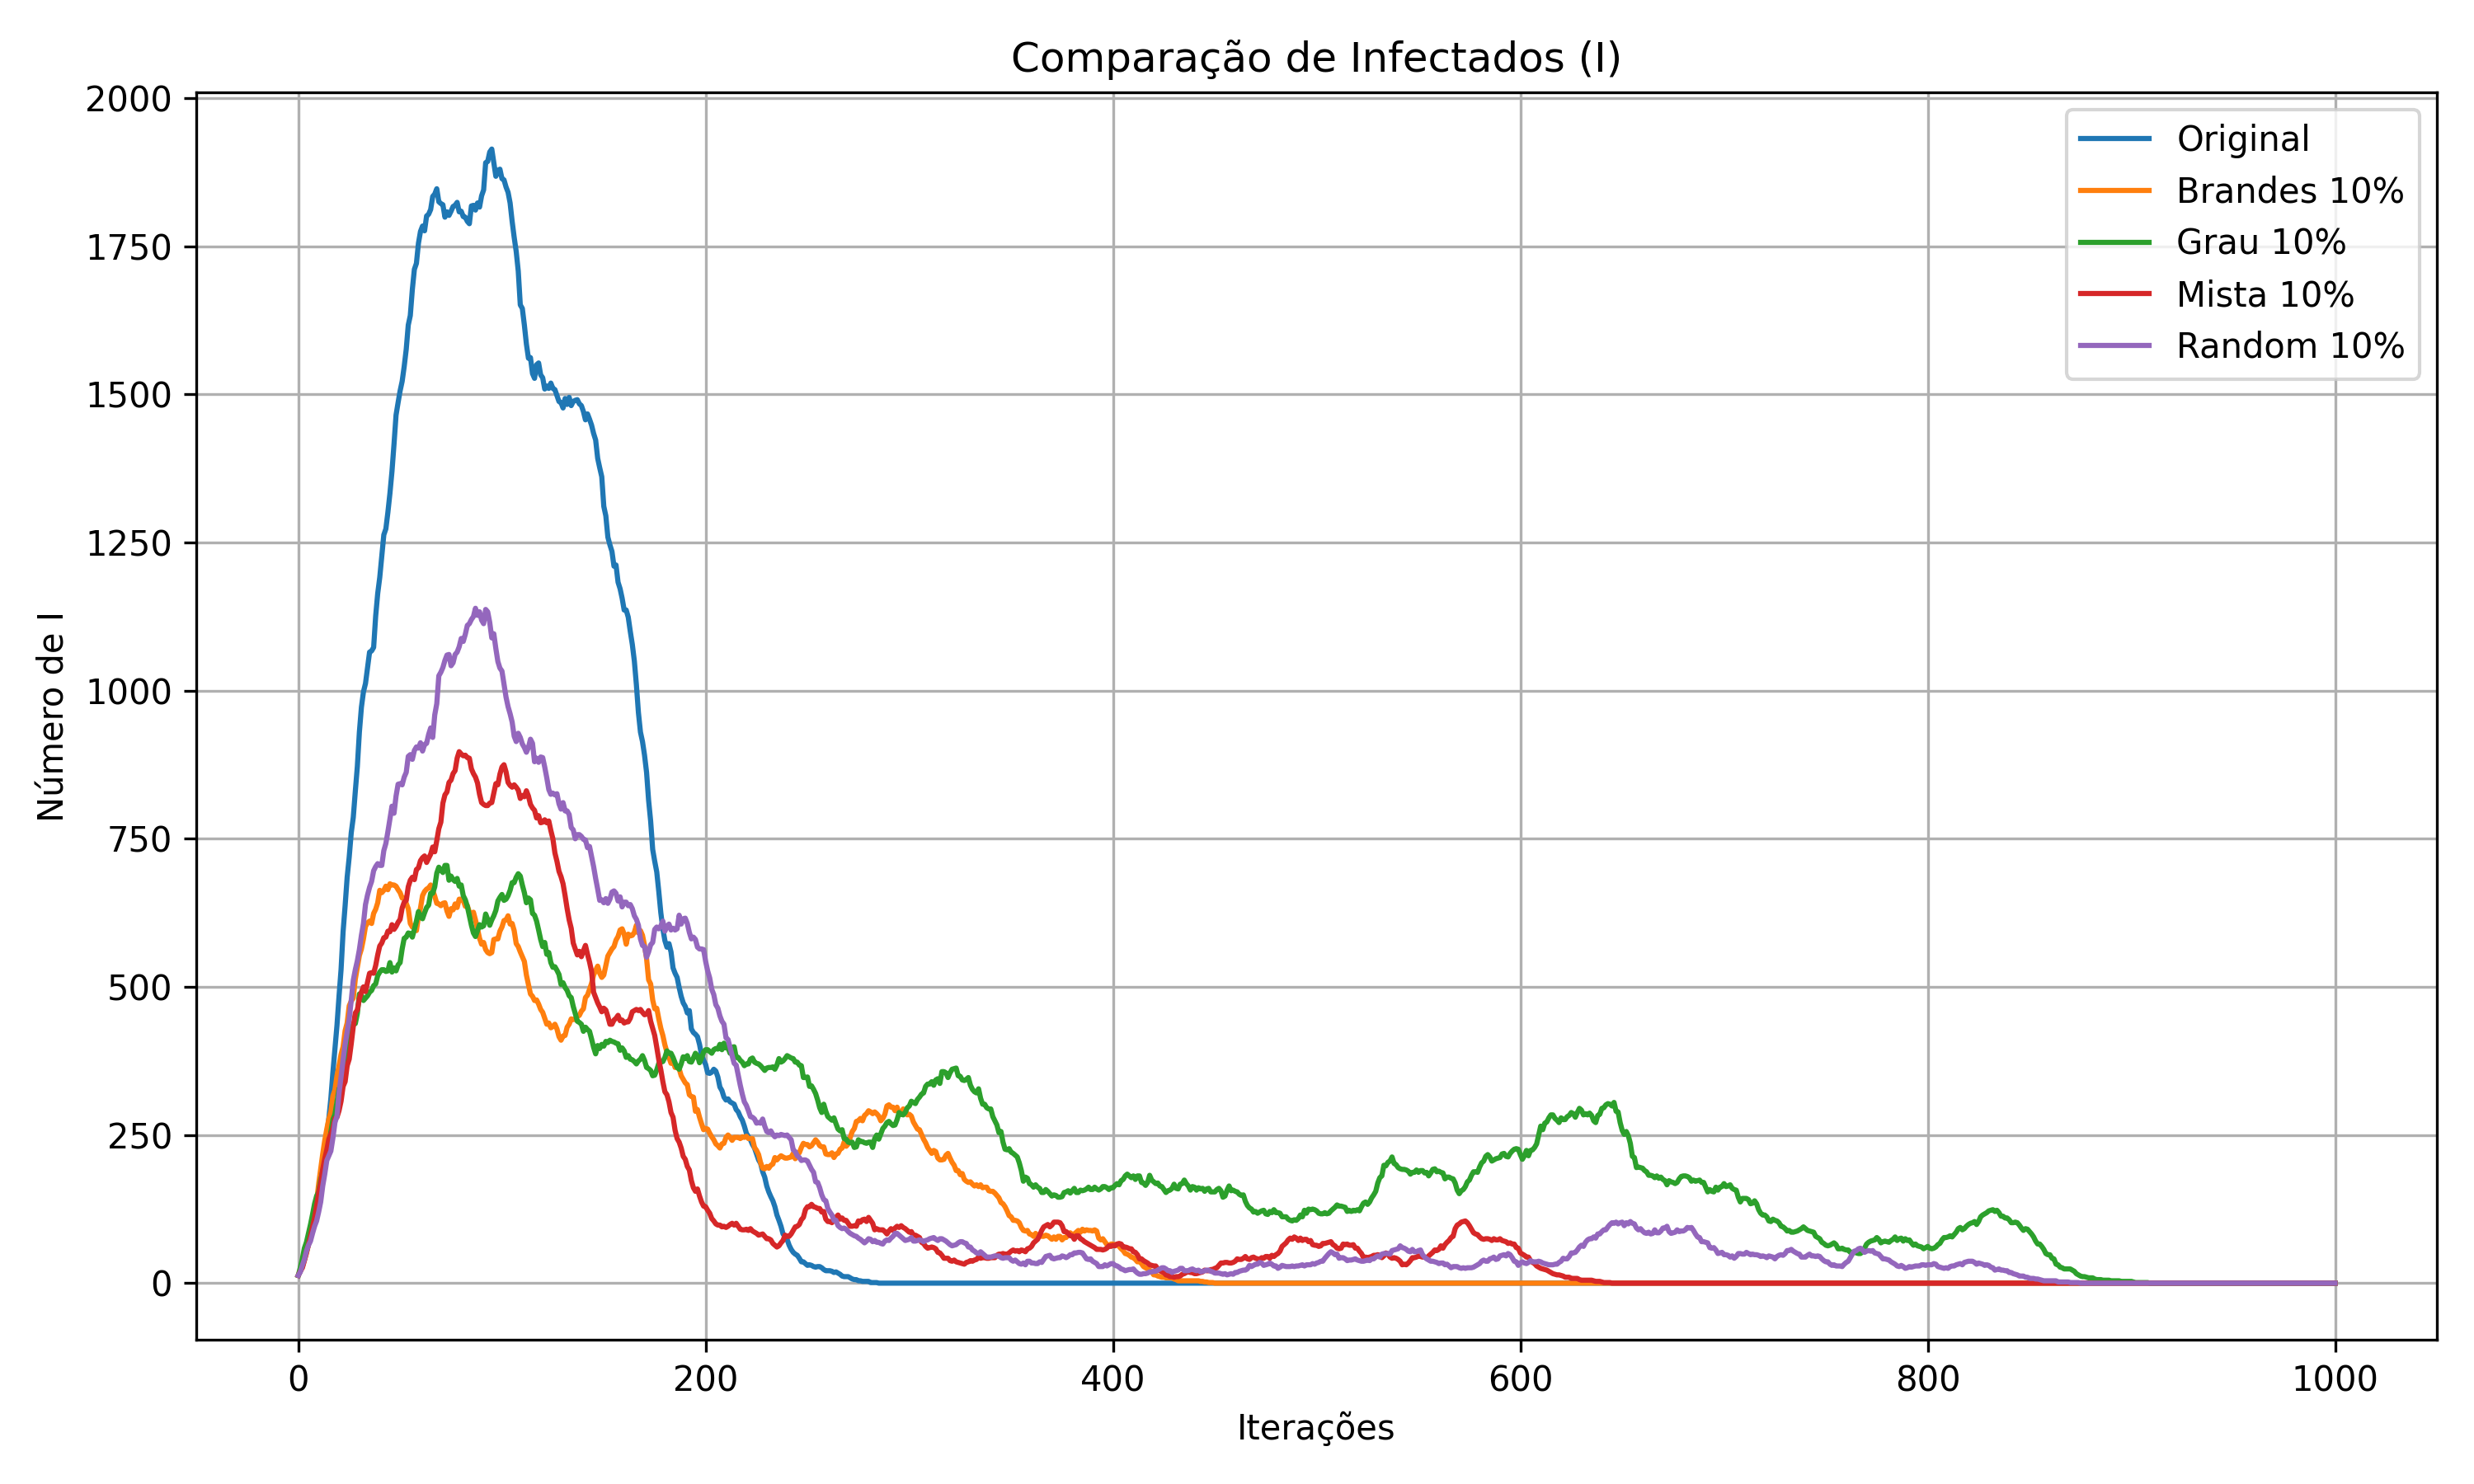 Comparação de Infectados (I)
2000
1750
1500
1250
1000
750
500
250
0
Número de I
Original
Brandes 10%
Grau 10%
Mista 10%
Random 10%
0 200 400 600 800 1000
Iterações